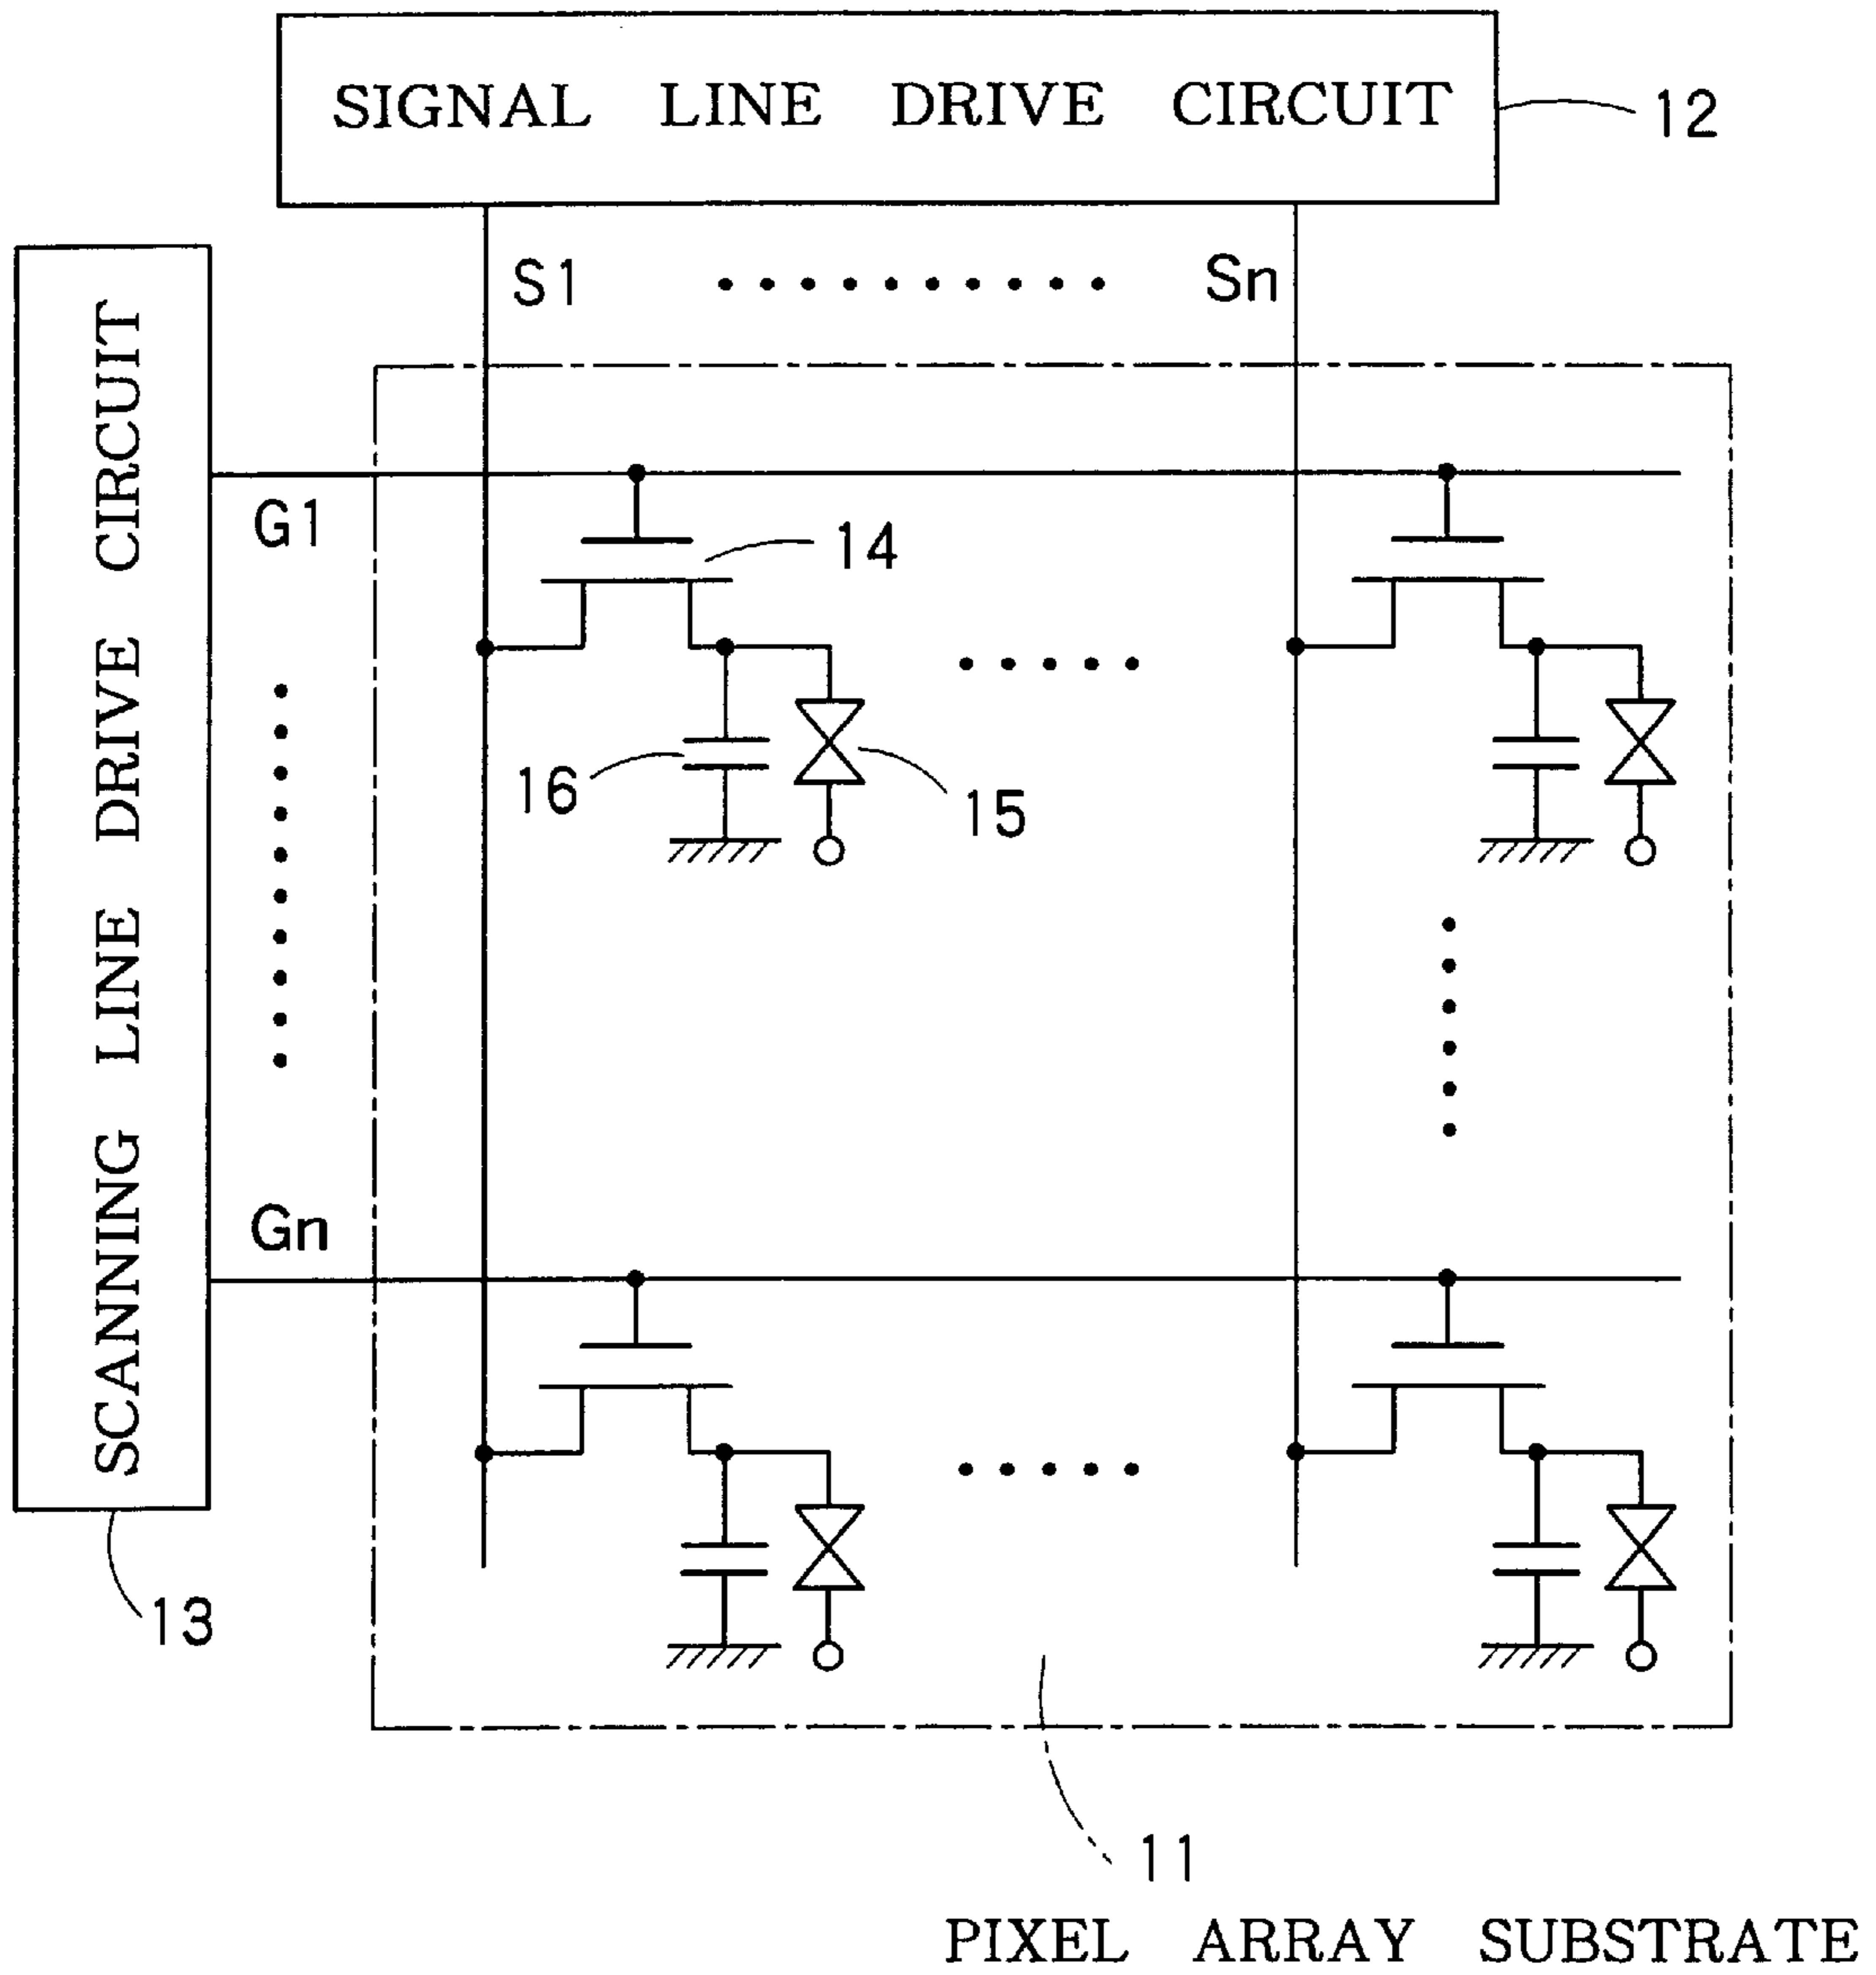 SIGNAL LINE DRIVE CIRCUIT
12
S1
Sn
SCANNING LINE DRIVE CIRCUIT
G1
14
16
15
Gn
13
11
PIXEL ARRAY SUBSTRATE